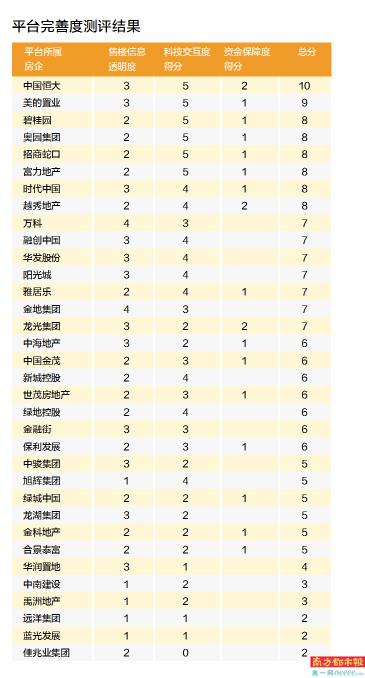 平台完善度测评结果
平台所属房企 售楼信息透明度 科技交互度得分 资金保障度得分 总分
中国恒大 3 5 2 10
美的置业 3 5 1 9
碧桂园 2 5 1 8
奥园集团 2 5 1 8
招商蛇口 2 5 1 8
富力地产 2 5 1 8
时代中国 3 4 1 8
越秀地产 2 4 2 8
万科 4 3 7
融创中国 3 4 7
华发股份 3 4 7
阳光城 3 4 7
雅居乐 2 4 1 7
金地集团 4 3 7
龙光集团 3 2 2 7
中海地产 3 2 1 6
中国金茂 2 3 1 6
新城控股 2 4 6
世茂房地产 2 3 1 6
绿地控股 2 4 6
金融街 3 3 6
保利发展 2 3 1 6
中骏集团 3 2 5
旭辉集团 1 4 5
绿城中国 2 2 1 5
龙湖集团 3 2 5
金科地产 2 2 1 5
合景泰富 2 2 1 5
华润置地 3 1 4
中南建设 1 2 3
禹洲地产 1 2 3
远洋集团 1 1 2
蓝光发展 1 1 2
佳兆业集团 2 0 2
南方都市报
奥一网oeeee.com